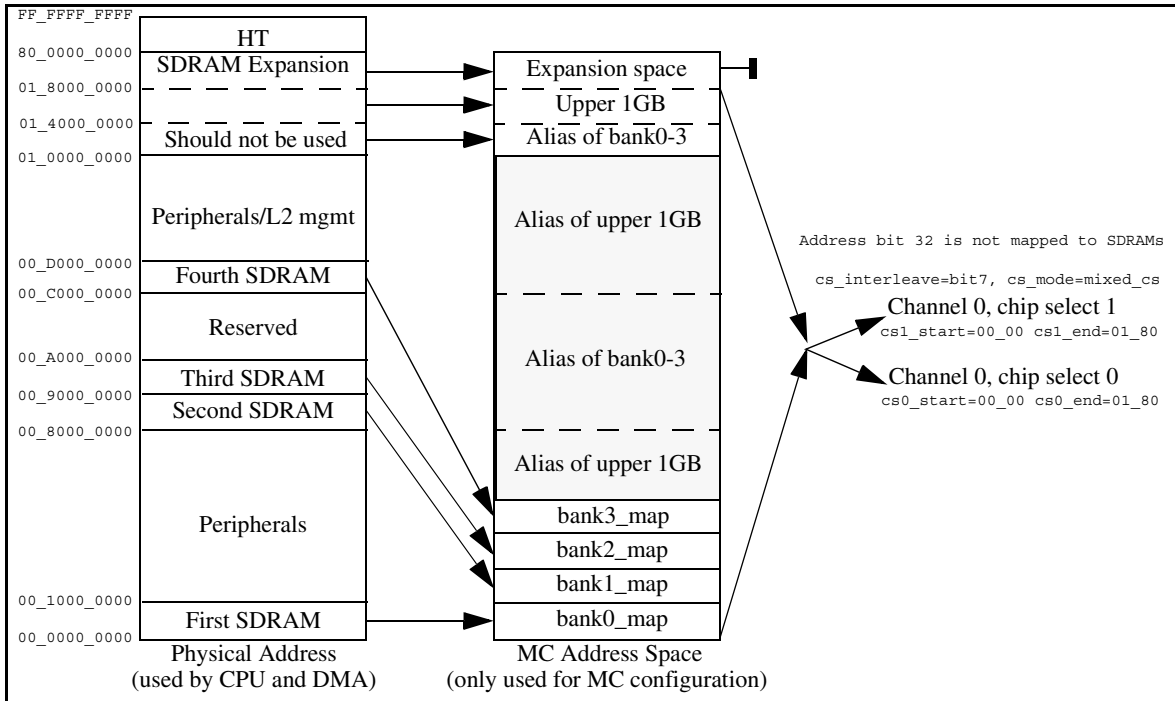 FF_FFFF_FFFF
HT
80_0000_0000
SDRAM Expansion
Expansion space
01_8000_0000
Upper 1GB
01_4000_0000
Should not be used
Alias of bank0-3
01_0000_0000
Peripherals/L2 mgmt
Alias of upper 1GB
Address bit 32 is not mapped to SDRAMs
00_D000_0000
Fourth SDRAM
cs_interleave=bit7, cs_mode=mixed_cs
00_C000_0000
Channel 0, chip select 1
Reserved
cs1_start=00_00 cs1_end=01_80
Alias of bank0-3
00_A000_0000
Third SDRAM
Channel 0, chip select 0
00_9000_0000
cs0_start=00_00 cs0_end=01_80
Second SDRAM
00_8000_0000
Alias of upper 1GB
Peripherals
bank3_map
bank2_map
bank1_map
00_1000_0000
First SDRAM
bank0_map
00_0000_0000
Physical Address
MC Address Space
(used by CPU and DMA)
(only used for MC configuration)